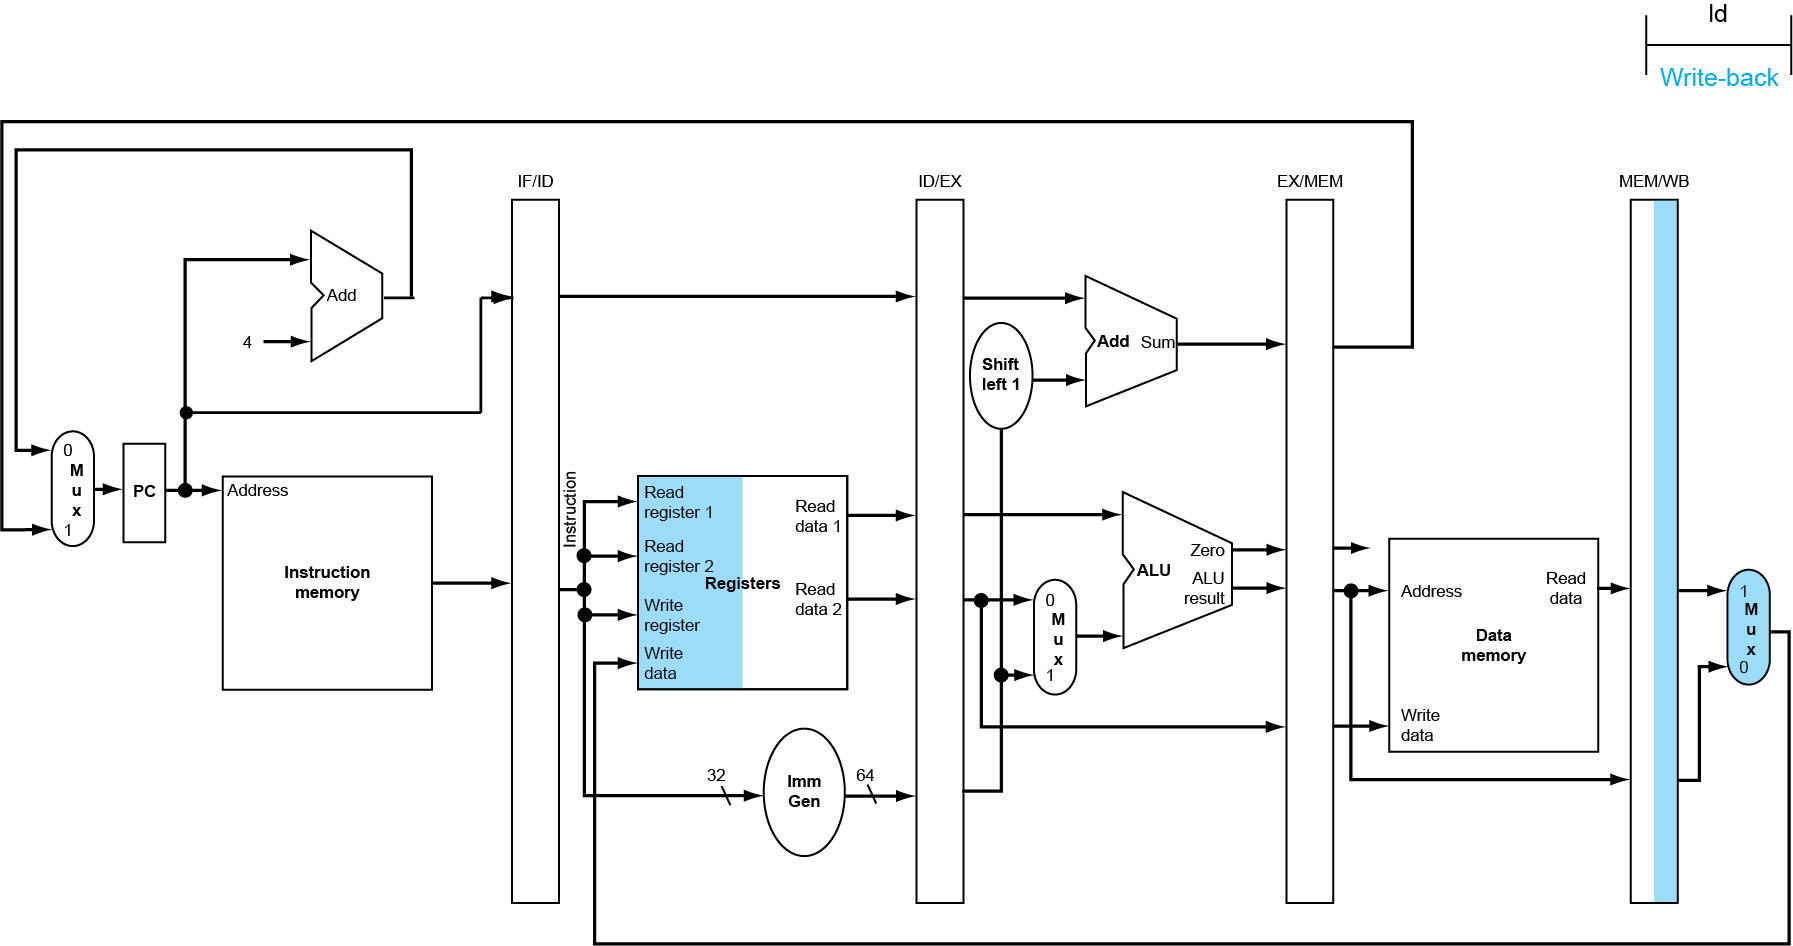 ld
Write-back
IF/ID
ID/EX
EX/MEM
MEM/WB
Add
4
Add Sum
Shift
left 1
0
M
u
x
1
PC
Address
Instruction
memory
Instruction
Read
register 1
Read
register 2
Registers
Write
register
Write
data
Read
data 1
Read
data 2
0
M
u
x
1
ALU
Zero
ALU
result
Address
Read
data
Data
memory
Write
data
1
M
u
x
0
32
Imm
Gen
64